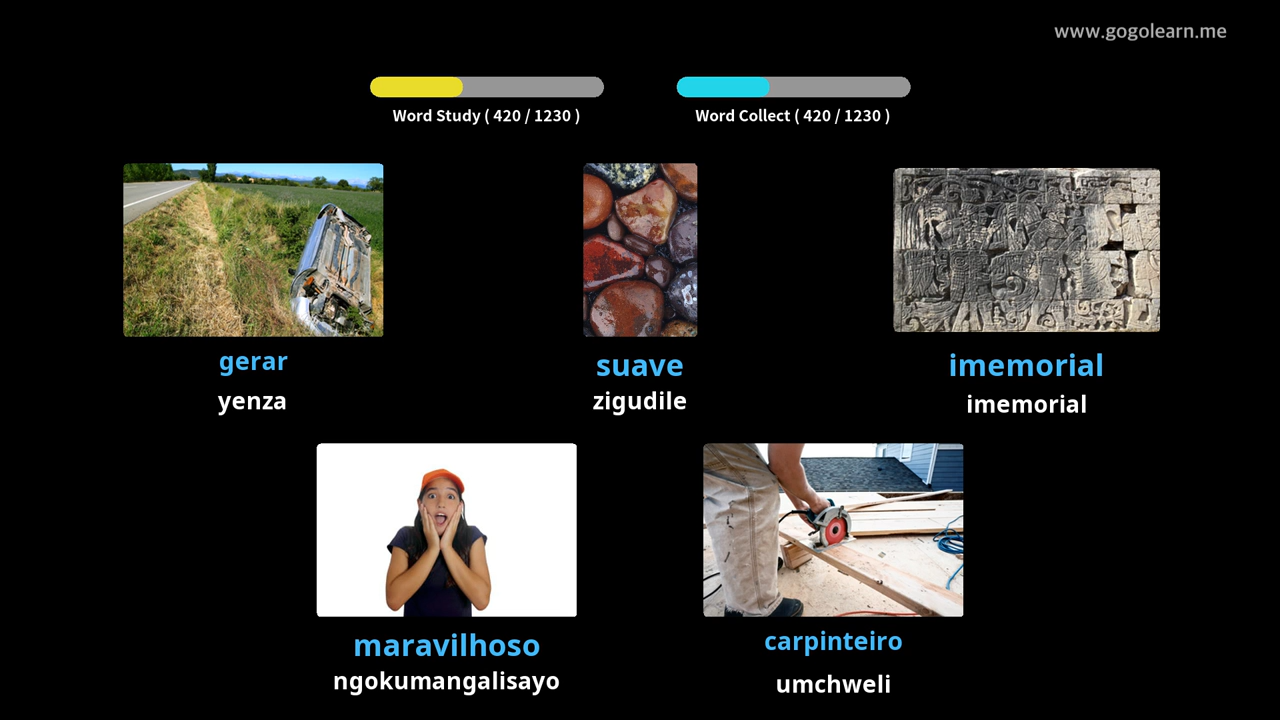 www.gogolearn.me
Word Study ( 420 / 1230 )
Word Collect ( 420 / 1230 )
gerar
yenza
suave
zigudile
imemorial
imemorial
maravilhoso
ngokumangalisayo
carpinteiro
umchweli